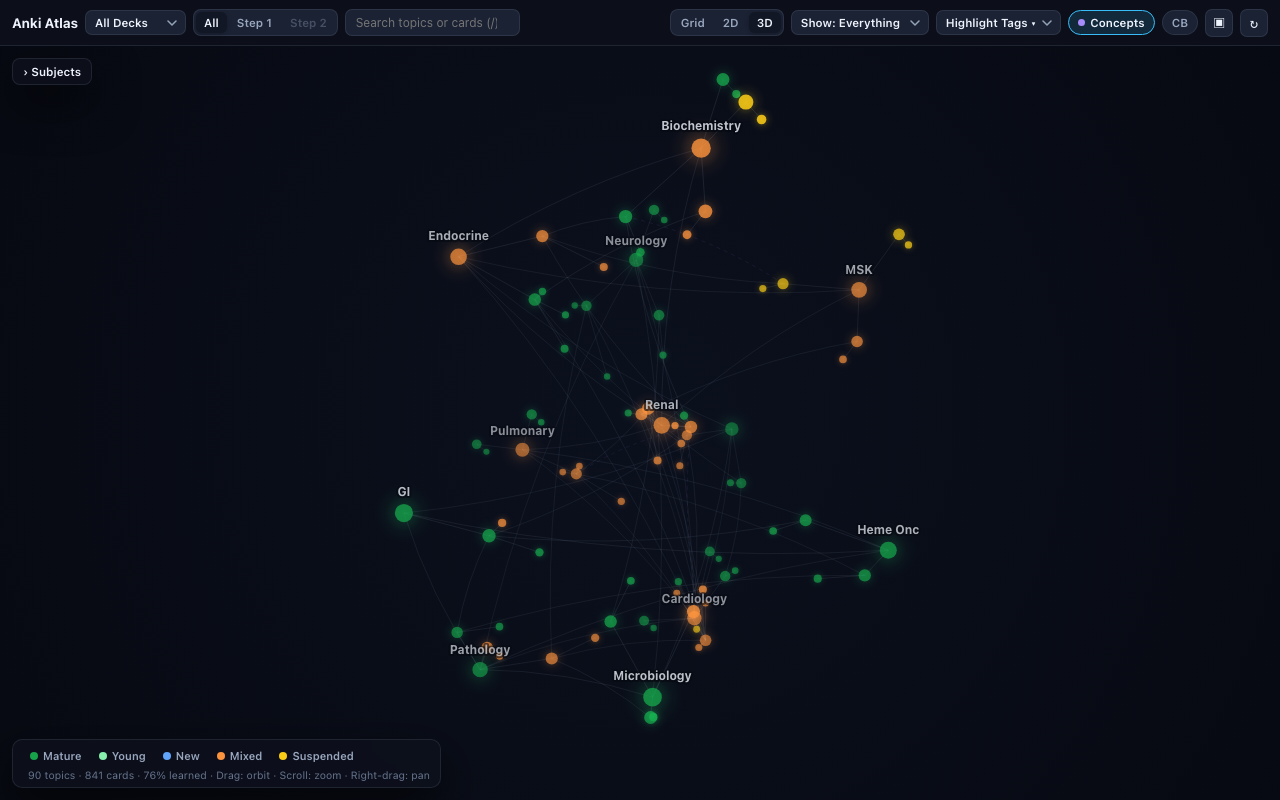 Anki Atlas
All Decks
All
Step 1
Step 2
Search topics or cards (/)
Grid
2D
3D
Show: Everything
Highlight Tags ▾
Concepts
CB
› Subjects
Biochemistry
Endocrine
Neurology
MSK
Renal
Pulmonary
GI
Heme Onc
Cardiology
Pathology
Microbiology
Mature
Young
New
Mixed
Suspended
90 topics · 841 cards · 76% learned · Drag: orbit · Scroll: zoom · Right-drag: pan